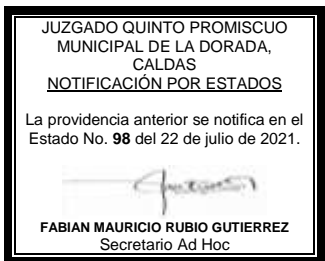 JUZGADO QUINTO PROMISCUO
MUNICIPAL DE LA DORADA,
CALDAS
NOTIFICACIÓN POR ESTADOS
La providencia anterior se notifica en el
Estado No. 98 del 22 de julio de 2021.
FABIAN MAURICIO RUBIO GUTIERREZ
Secretario Ad Hoc